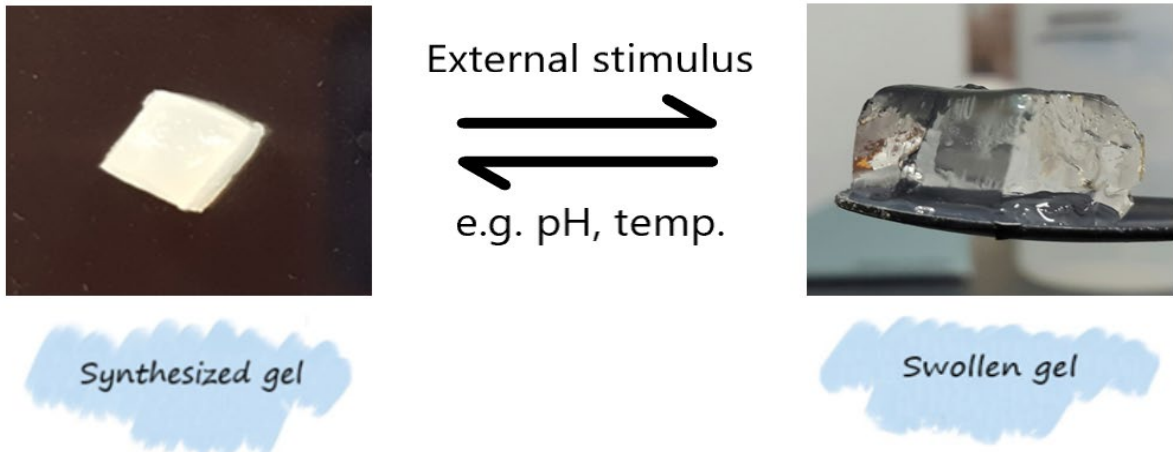 External stimulus
e.g. pH, temp.
Synthesized gel
Swollen gel